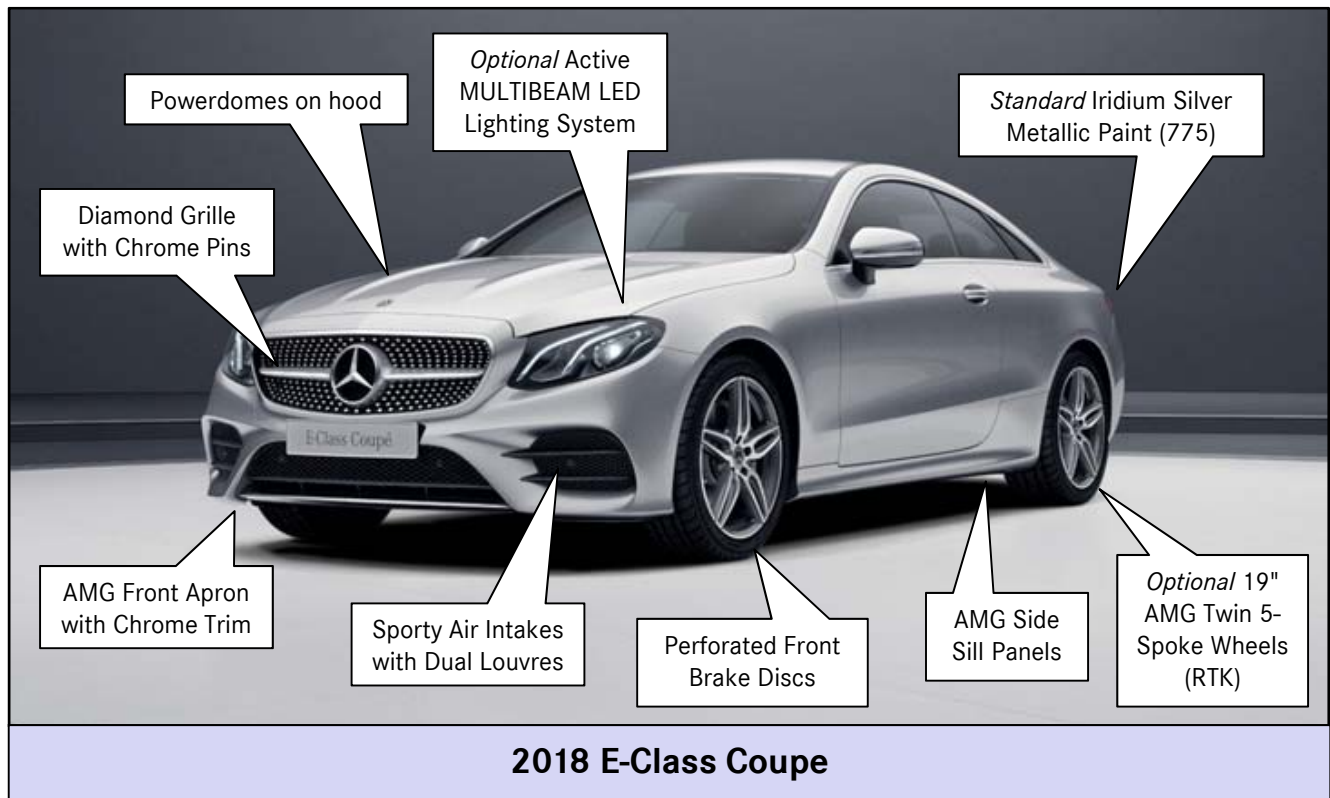 Powerdomes on hood
Optional Active
MULTIBEAM LED
Lighting System
Standard Iridium Silver
Metallic Paint (775)
Diamond Grille
with Chrome Pins
E-Class Coupé
AMG Front Apron
with Chrome Trim
Sporty Air Intakes
with Dual Louvres
Perforated Front
Brake Discs
AMG Side
Sill Panels
Optional 19"
AMG Twin 5-
Spoke Wheels
(RTK)
2018 E-Class Coupe